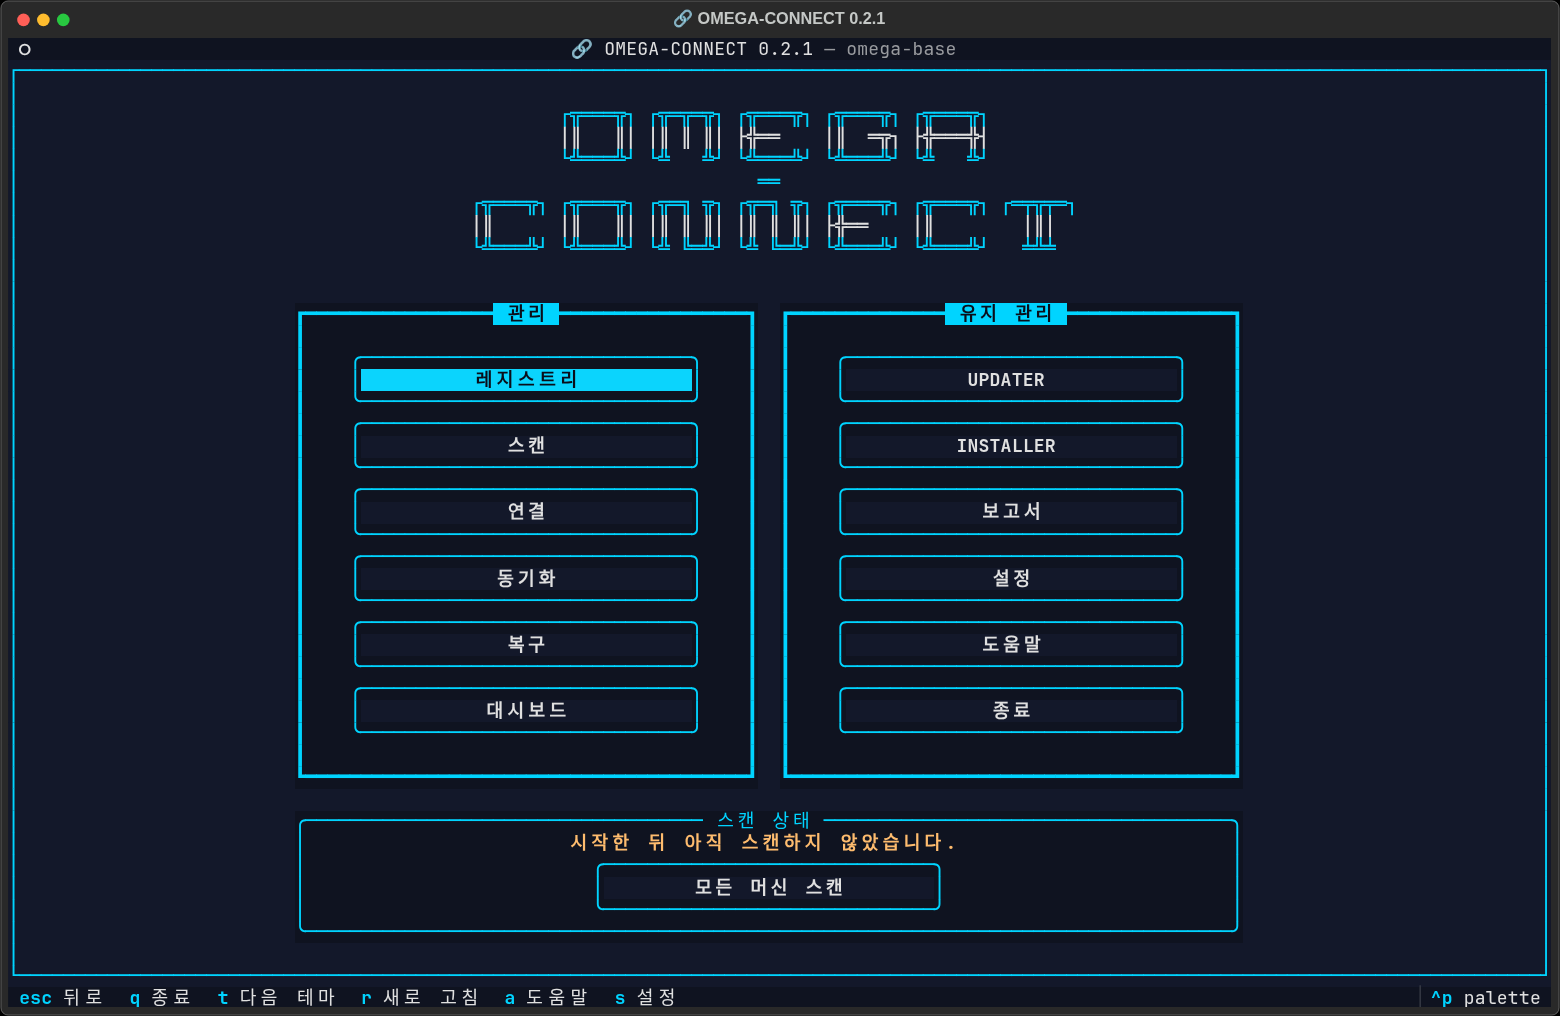 🔗 OMEGA-CONNECT 0.2.1
🔗 OMEGA-CONNECT 0.2.1 — omega-base
OMEGA
-
CONNECT
관리
레지스트리
스캔
연결
동기화
복구
대시보드
유지 관리
UPDATER
INSTALLER
보고서
설정
도움말
종료
스캔 상태
시작한 뒤 아직 스캔하지 않았습니다.
모든 머신 스캔
esc 뒤로 q 종료 t 다음 테마 r 새로 고침 a 도움말 s 설정 ^p palette